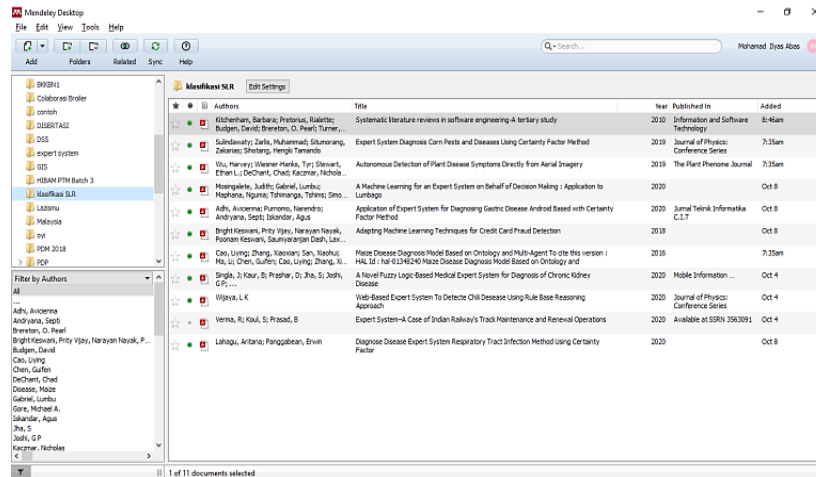 Mendeley Desktop
File Edit View Tools Help
Search...
Mohamad Ilyas Abas
Add Folders Related Sync Help
BKKBN1
Colaborasi Broiler
contoh
DISERTASI
DSS
expert system
GIS
HIBAM PTM Batch 3
klasifikasi SLR
Lazismu
Malaysia
oyi
PDM 2018
PDP
Filter by Authors
All
...
Adhi, Avicenna
Andryana, Septi
Brereton, O. Pearl
Bright Keswani, Prity Vijay, Narayan Nayak, P...
Budgen, David
Cao, Liying
Chen, Guifen
DeChant, Chad
Disease, Maize
Gabriel, Lumbu
Gore, Michael A.
Iskandar, Agus
Jha, S
Joshi, G P
Kaczmar, Nicholas
klasifikasi SLR Edit Settings
Authors Title Year Published In Added
Kitchenham, Barbara; Pretorius, Rialette; Systematic literature reviews in software engineering-A tertiary study 2010 Information and Software 8:46am
Budgen, David; Brereton, O. Pearl; Turner,... Technology
Sulindawaty; Zarlis, Muhammad; Situmorang, Expert System Diagnosis Corn Pests and Diseases Using Certainty Factor Method 2019 Journal of Physics: 7:35am
Zakarias; Sihotang, Hengki Tamando Conference Series
Wu, Harvey; Wiesner-Hanks, Tyr; Stewart, Autonomous Detection of Plant Disease Symptoms Directly from Aerial Imagery 2019 The Plant Phenome Journal 7:35am
Ethan L.; DeChant, Chad; Kaczmar, Nichola...
Mosingalete, Judith; Gabriel, Lumbu; A Machine Learning for an Expert System on Behalf of Decision Making : Application to 2020 Oct 8
Maphana, Nguma; Tshimanga, Tshims; Simo... Lumbago
Adhi, Avicienna; Purnomo, Narendro; Application of Expert System for Diagnosing Gastric Disease Android Based with Certainty 2020 Jurnal Teknik Informatika Oct 8
Andryana, Septi; Iskandar, Agus Factor Method C.I.T
Bright Keswani, Prity Vijay, Narayan Nayak, Adapting Machine Learning Techniques for Credit Card Fraud Detection 2018 Oct 8
Poonam Keswani, Saumyaranjan Dash, Lax...
Cao, Liying; Zhang, Xiaoxian; San, Xiaohui; Maize Disease Diagnosis Model Based on Ontology and Multi-Agent To cite this version : 2016 7:35am
Ma, Li; Chen, Guifen; Cao, Liying; Zhang, Xi... HAL Id : hal-01348240 Maize Disease Diagnosis Model Based on Ontology and
Singla, J; Kaur, B; Prashar, D; Jha, S; Joshi, A Novel Fuzzy Logic-Based Medical Expert System for Diagnosis of Chronic Kidney 2020 Mobile Information ... Oct 4
G P; ... Disease
Wijaya, L K Web-Based Expert System To Detecte Chili Disease Using Rule Base Reasoning 2020 Journal of Physics: Oct 4
Approach Conference Series
Verma, R; Koul, S; Prasad, B Expert System-A Case of Indian Railway's Track Maintenance and Renewal Operations 2020 Available at SSRN 3563091 Oct 4
Lahagu, Aritana; Panggabean, Erwin Diagnose Disease Expert System Respiratory Tract Infection Method Using Certainty 2020 Oct 8
Factor
1 of 11 documents selected